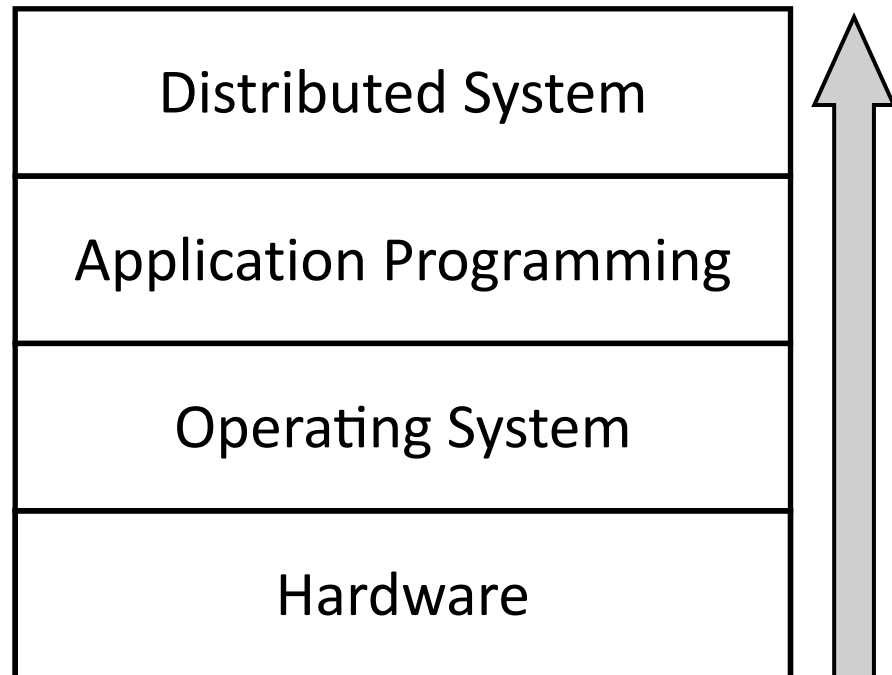 Distributed System
Application Programming
Operating System
Hardware